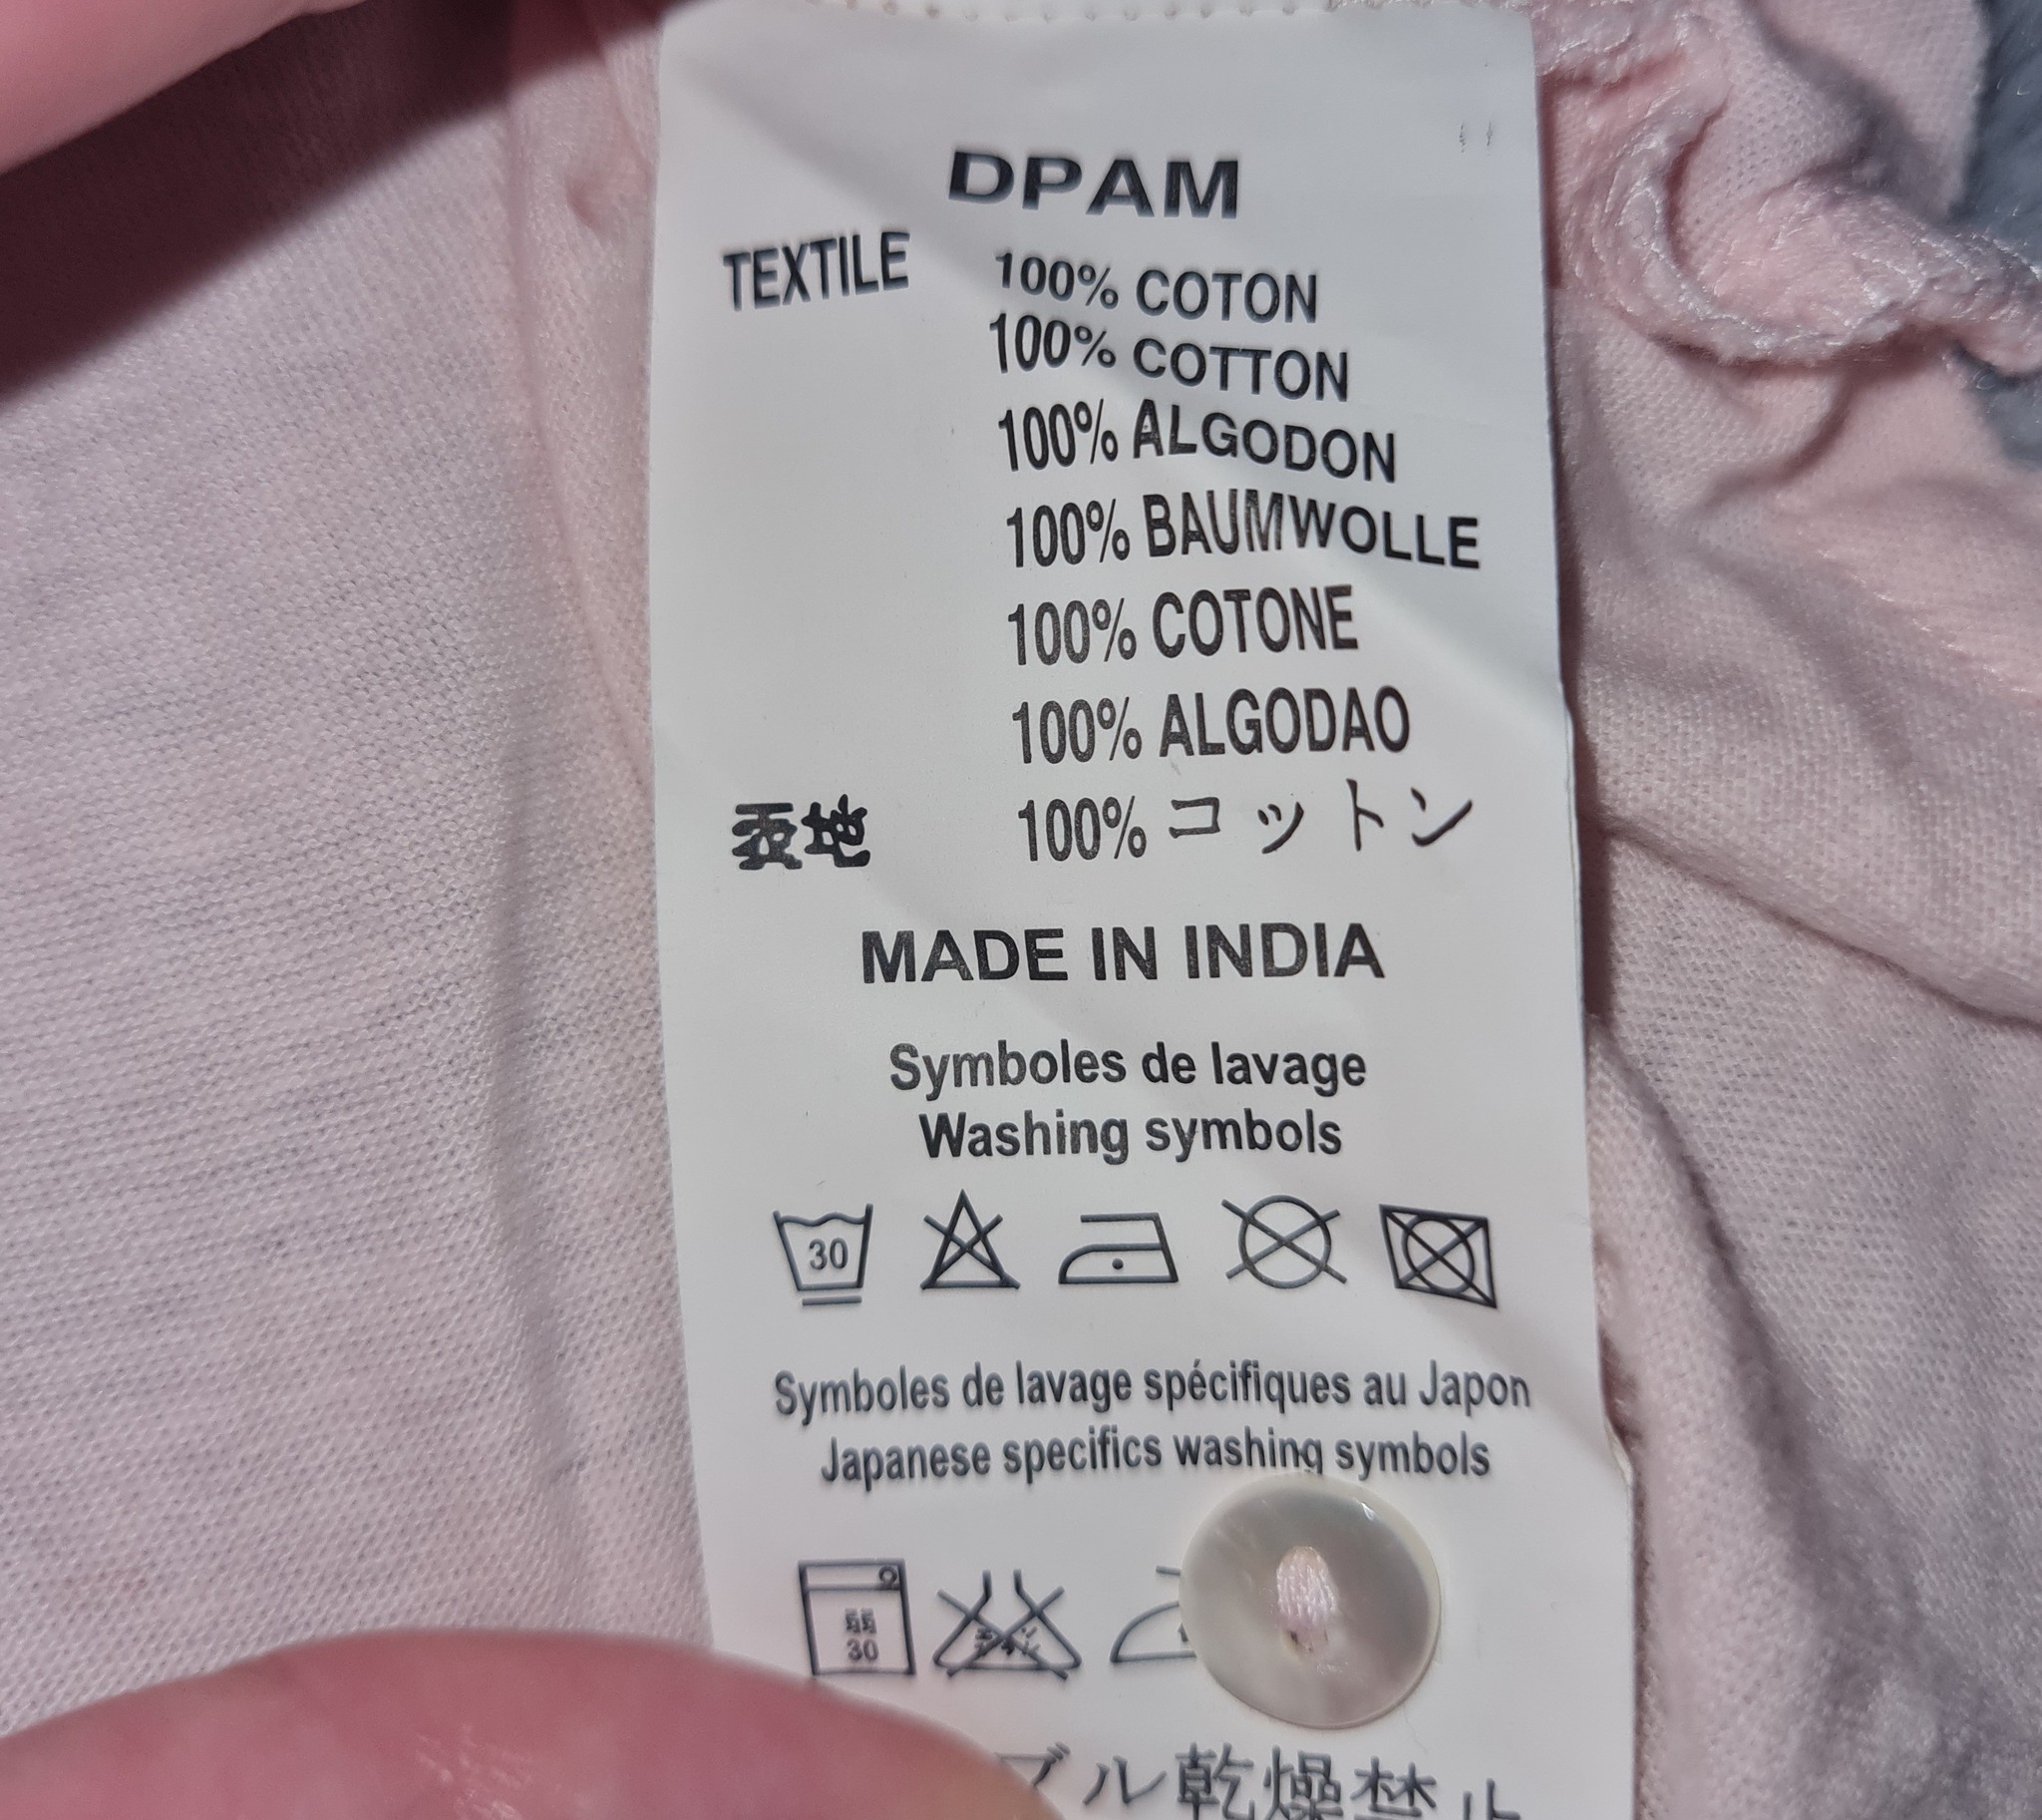 DPAM
TEXTILE 100% COTON
100% COTTON
100% ALGODON
100% BAUMWOLLE
100% COTONE
100% ALGODAO
表地 100% コットン
MADE IN INDIA
Symboles de lavage
Washing symbols
30
Symboles de lavage spécifiques au Japon
Japanese specifics washing symbols
30
ブル乾燥禁止